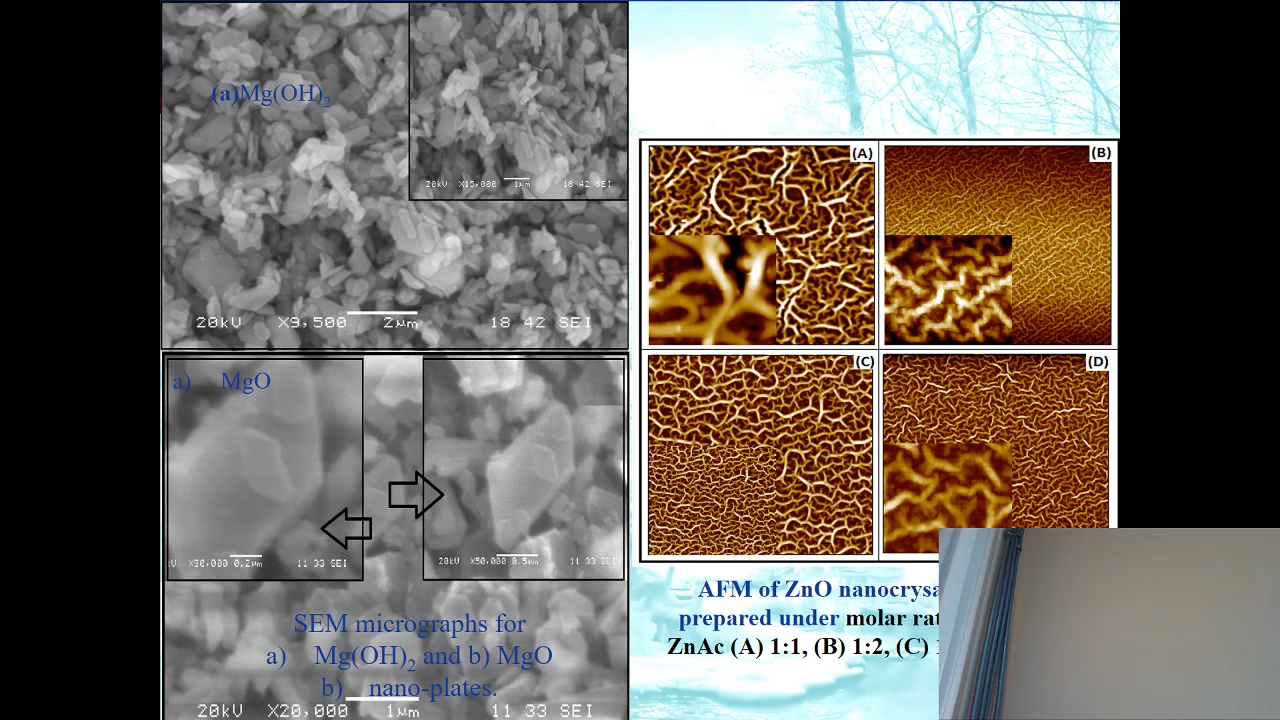 (a)Mg(OH)2
20kV X15,000 1µm 18 42 SEI
20kV X9,500 2µm 18 42 SEI
a) MgO
X90,000 0.2µm 11 33 SEI
20kV X50,000 0.5µm 11 33 SEI
SEM micrographs for
a) Mg(OH)2 and b) MgO
b) nano-plates.
20kV X20,000 1µm 11 33 SEI
(A)
(B)
(C)
(D)
AFM of ZnO
prepared under molar
ZnAc (A) 1:1, (B) 1:2, (C)